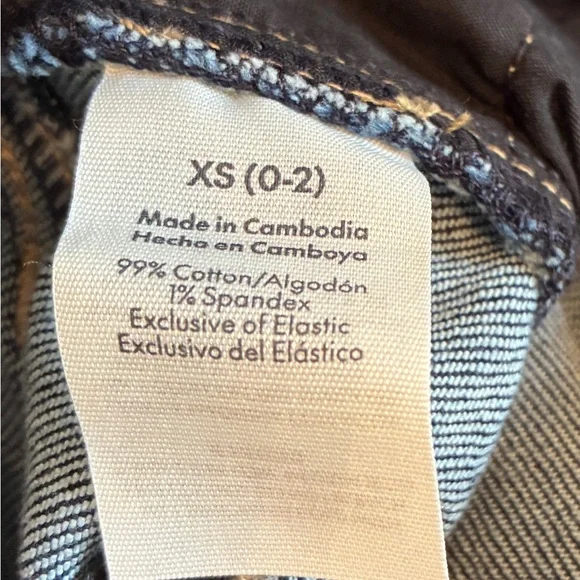 XS (0-2)
Made in Cambodia
Hecho en Camboya
99% Cotton/Algodón
1% Spandex
Exclusive of Elastic
Exclusivo del Elástico